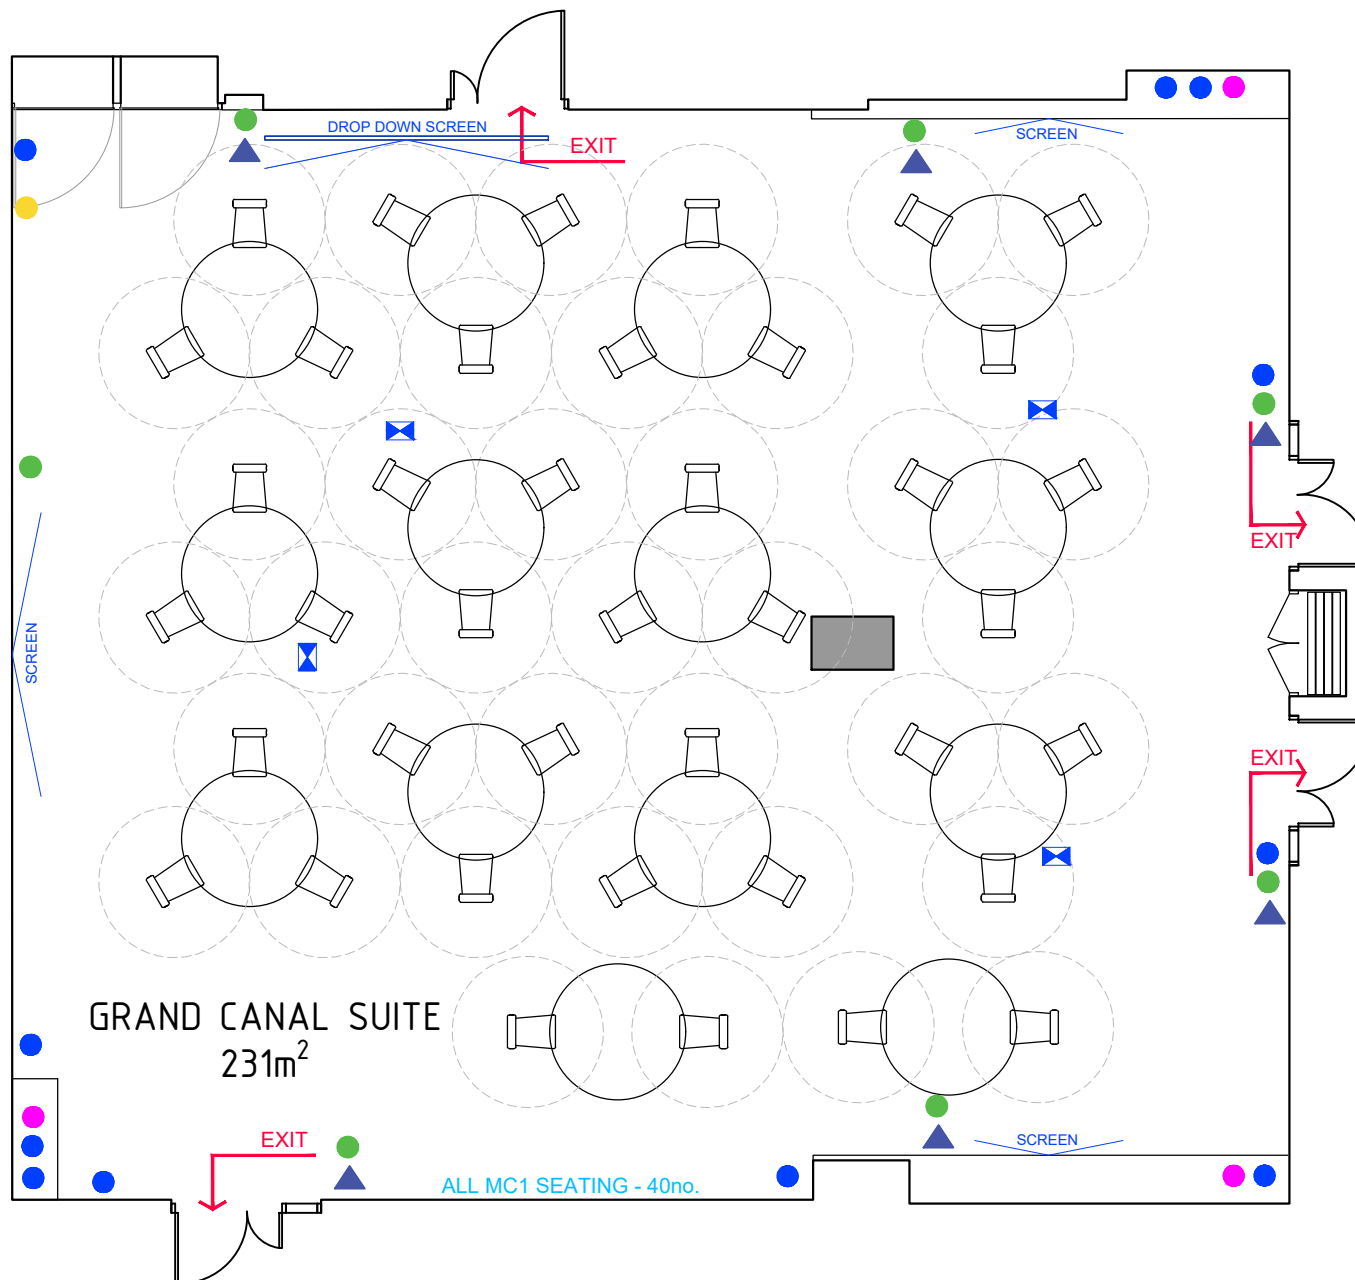 DROP DOWN SCREEN
EXIT
SCREEN
EXIT
SCREEN
EXIT
GRAND CANAL SUITE
231m²
EXIT
SCREEN
ALL MC1 SEATING - 40no.